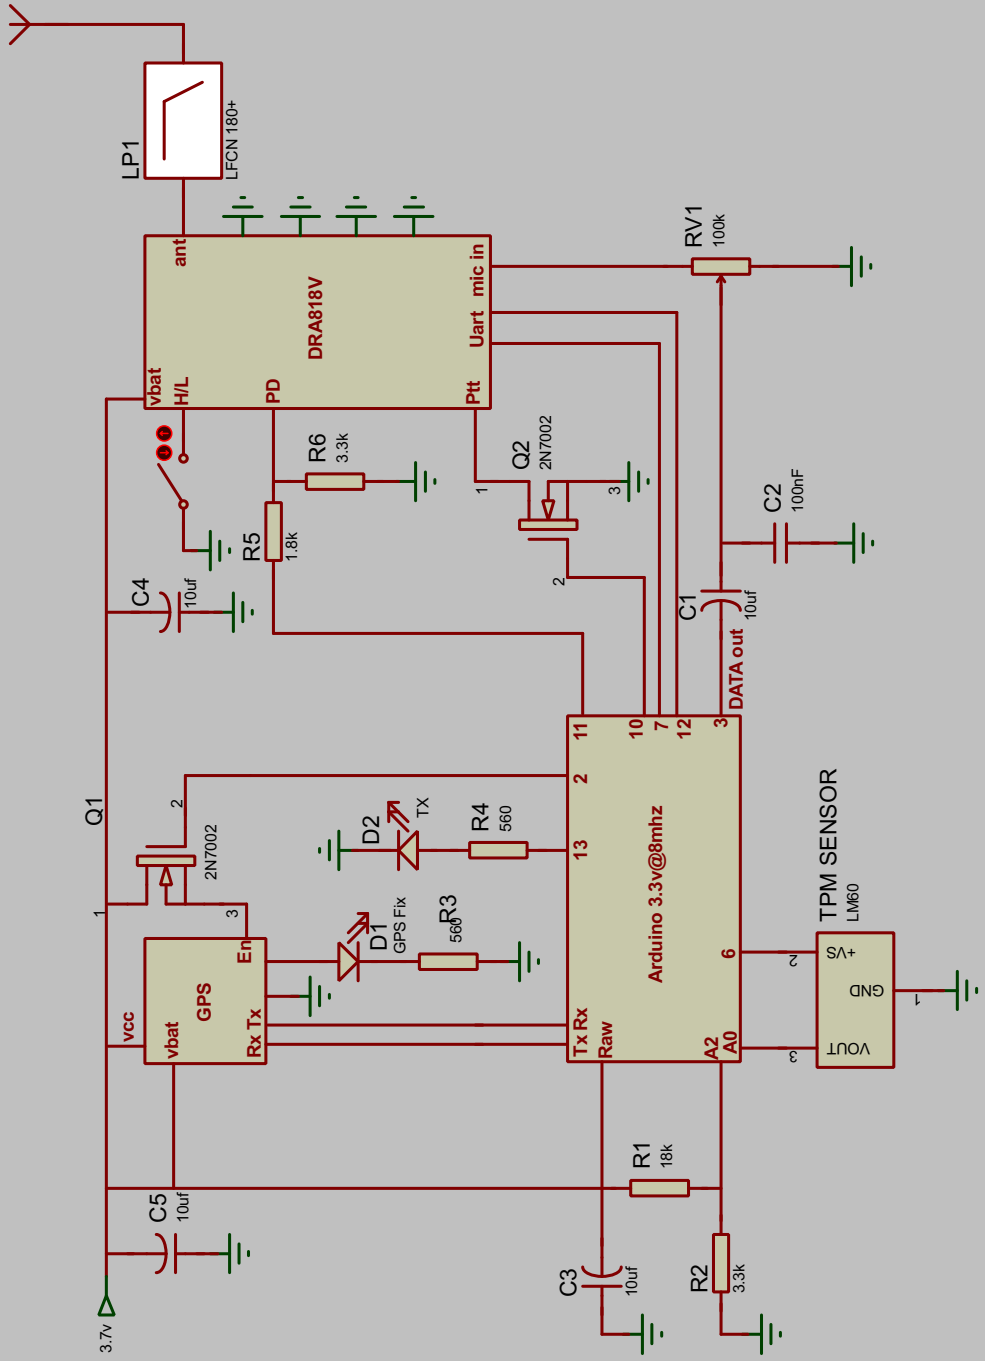 LP1
LFCN 180+
ant
DRA818V
vbat
H/L
PD
Ptt
Uart
mic in
RV1
100k
R6
3.3k
R5
1.8k
Q2
2N7002
1
2
3
C2
100nF
C1
10uf
DATA out
C4
10uf
Q1
2N7002
1
2
3
GPS
vcc
vbat
En
Rx Tx
D1
GPS Fix
R3
560
D2
TX
R4
560
Arduino 3.3v@8mhz
11
10
7
12
3
2
13
Tx Rx
Raw
6
A2
A0
TPM SENSOR
LM60
+VS
GND
VOUT
2
1
3
R1
18k
R2
3.3k
C3
10uf
C5
10uf
3.7v